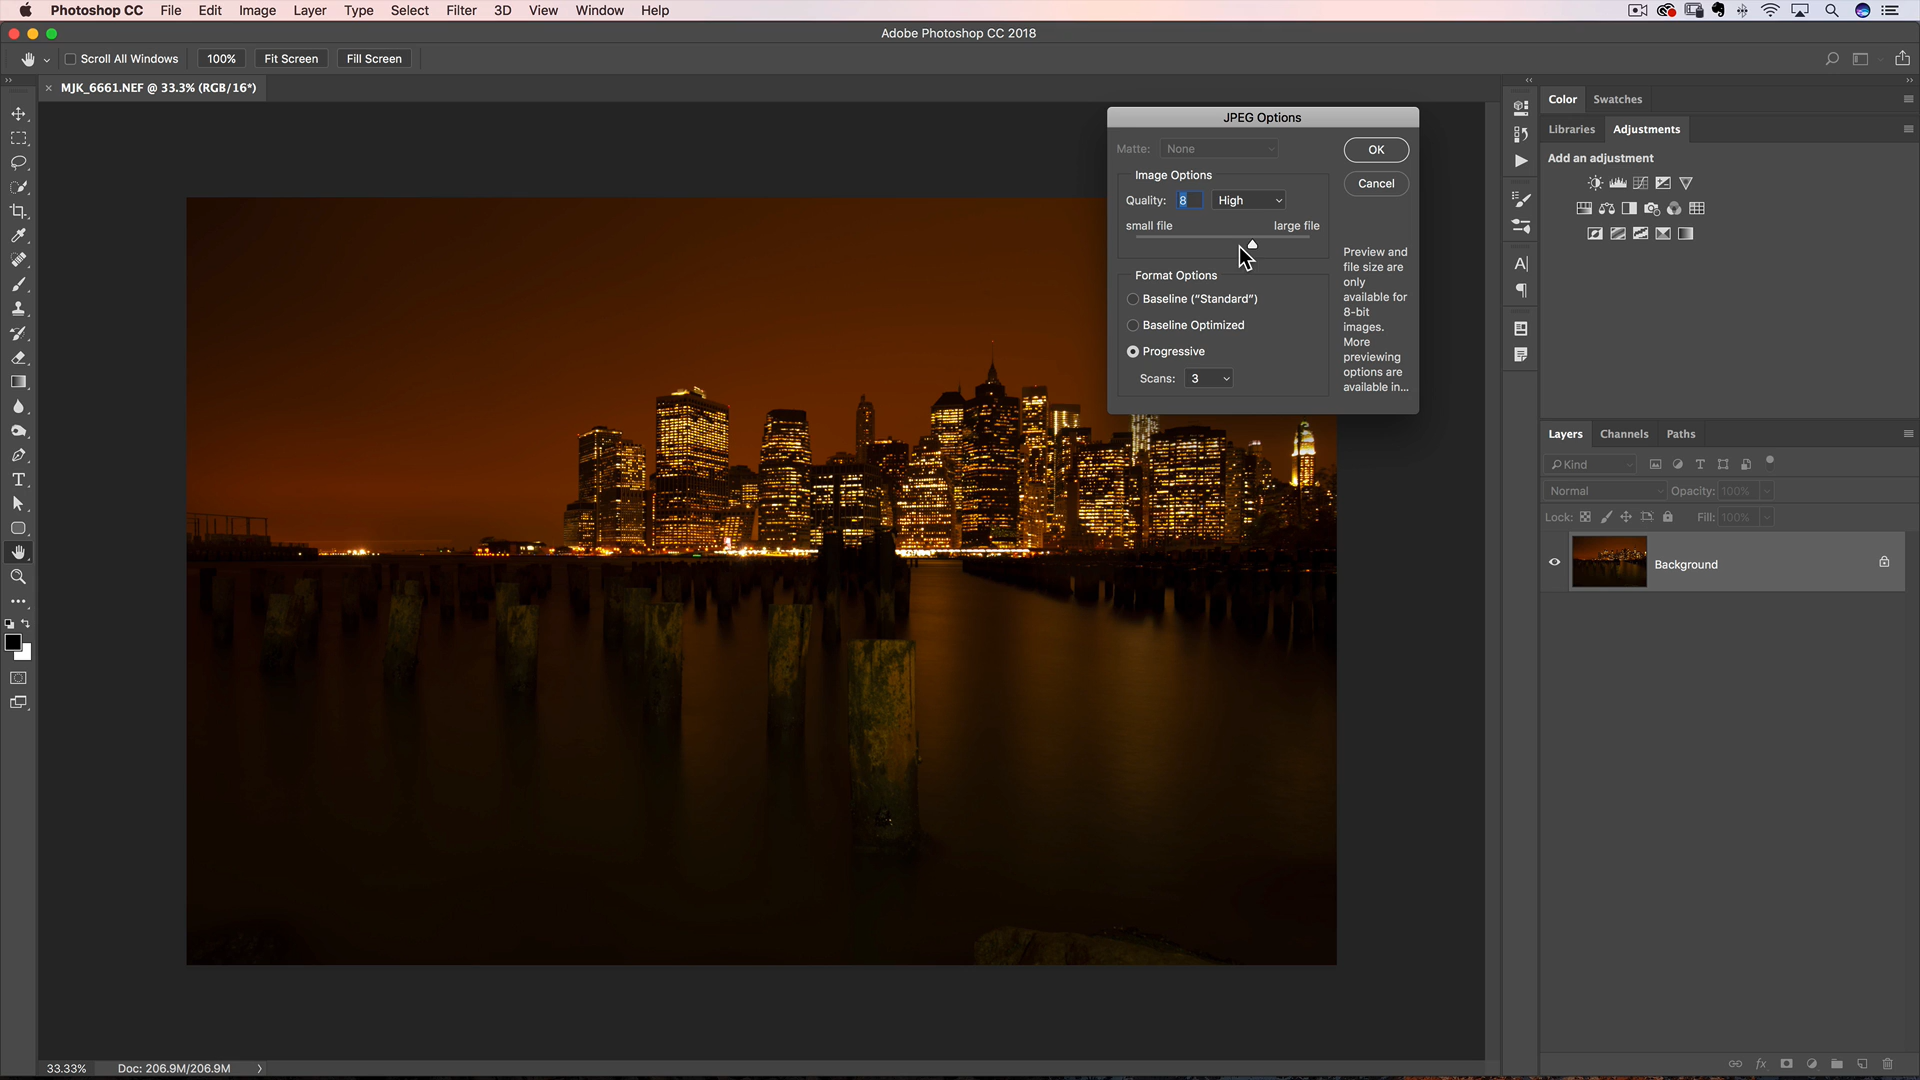 Photoshop CC File Edit Image Layer Type Select Filter 3D View Window Help
Adobe Photoshop CC 2018
Scroll All Windows 100% Fit Screen Fill Screen
MJK_6661.NEF @ 33.3% (RGB/16*)
JPEG Options
Matte: None
OK
Image Options
Cancel
Quality: 8 High
small file large file
Format Options
Baseline (“Standard”)
Baseline Optimized
Progressive
Scans: 3
Preview and
file size are
only
available for
8-bit
images.
More
previewing
options are
available in...
Color Swatches
Libraries Adjustments
Add an adjustment
Layers Channels Paths
Kind
Normal Opacity: 100%
Lock: Fill: 100%
Background
33.33% Doc: 206.9M/206.9M